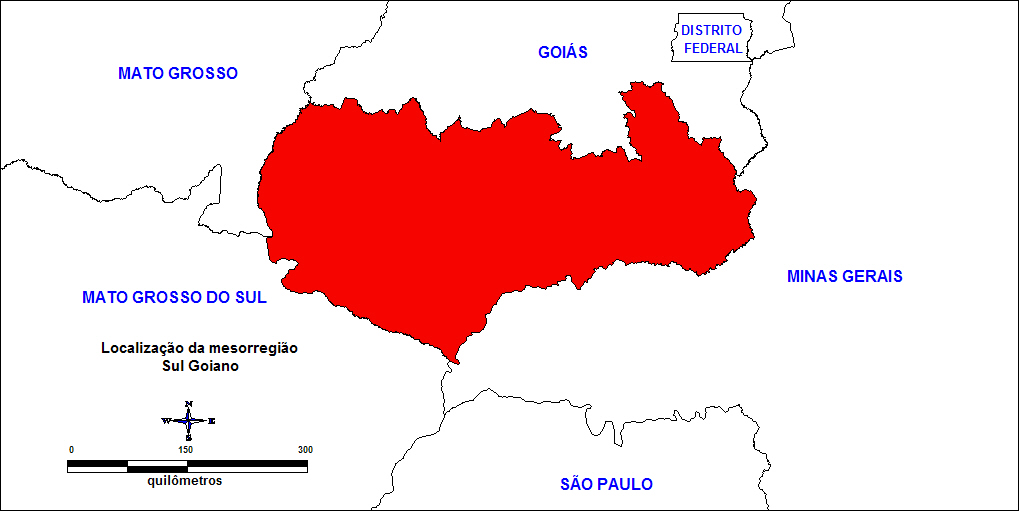 DISTRITO
FEDERAL
GOIÁS
MATO GROSSO
MINAS GERAIS
MATO GROSSO DO SUL
Localização da mesorregião
Sul Goiano
N
W E
S
0 150 300
quilômetros
SÃO PAULO